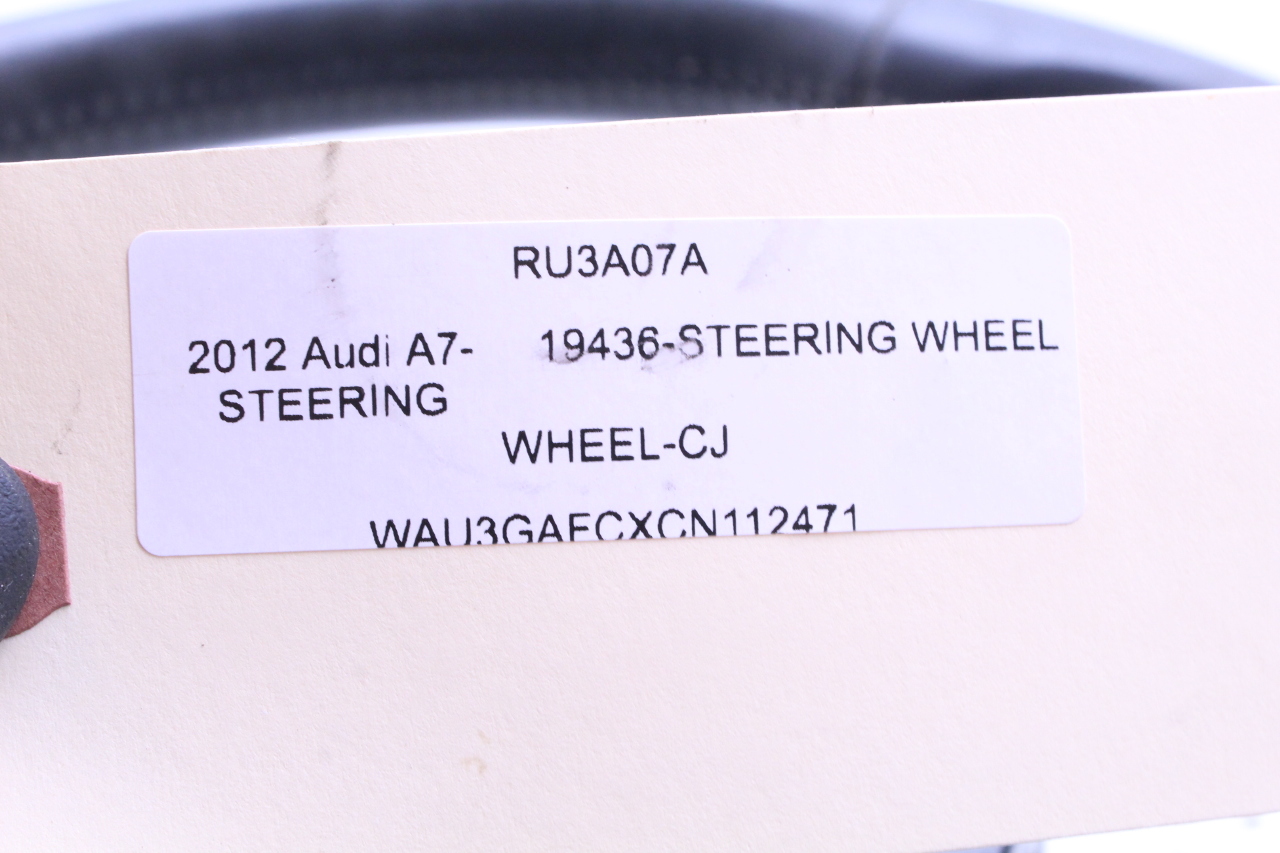 RU3A07A
2012 Audi A7- 19436-STEERING WHEEL
STEERING
WHEEL-CJ
WAU3GAFCXCN112471